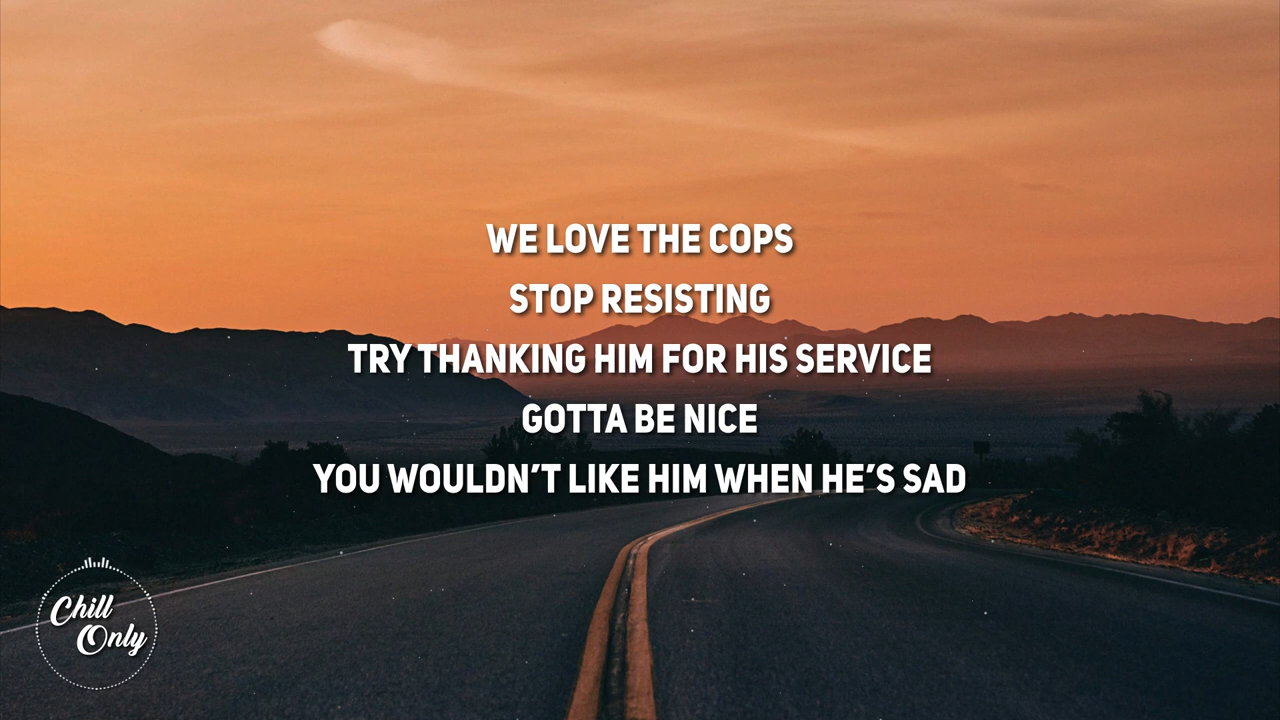 WE LOVE THE COPS
STOP RESISTING
TRY THANKING HIM FOR HIS SERVICE
GOTTA BE NICE
YOU WOULDN'T LIKE HIM WHEN HE'S SAD
Chill
Only